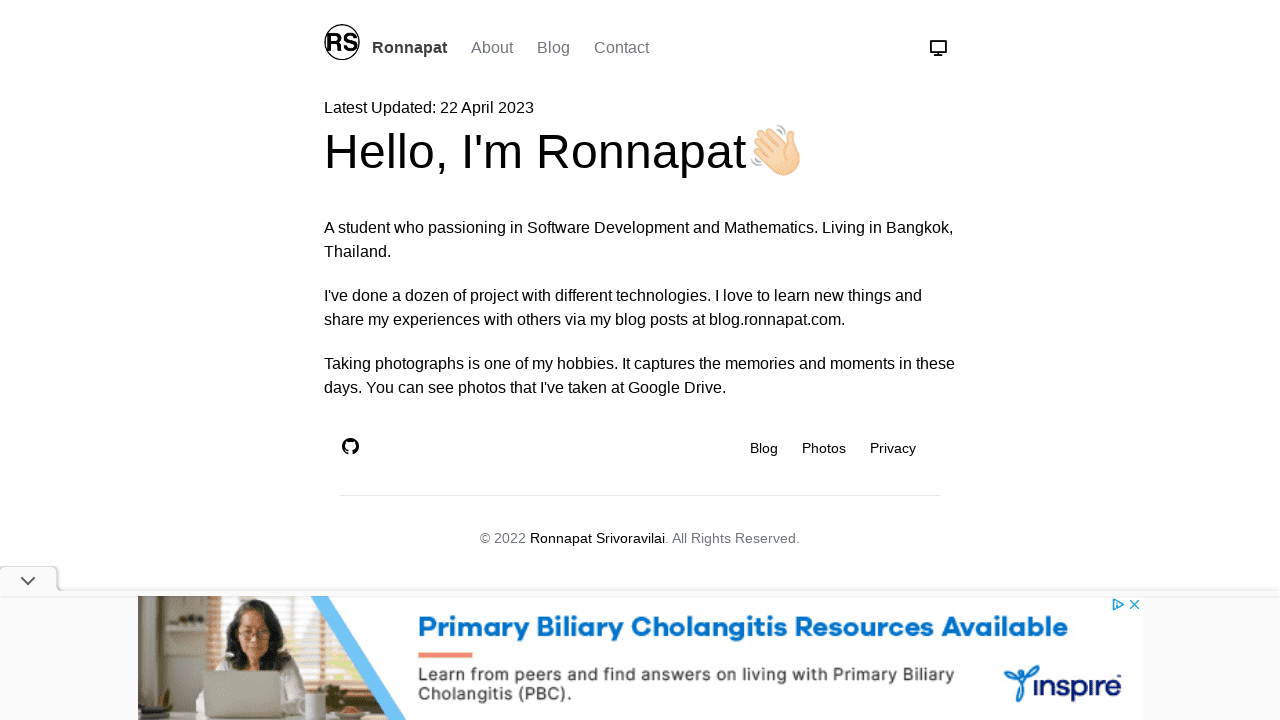 RS
Ronnapat About Blog Contact
Latest Updated: 22 April 2023
Hello, I'm Ronnapat👋🏻
A student who passioning in Software Development and Mathematics. Living in Bangkok,
Thailand.
I've done a dozen of project with different technologies. I love to learn new things and
share my experiences with others via my blog posts at blog.ronnapat.com.
Taking photographs is one of my hobbies. It captures the memories and moments in these
days. You can see photos that I've taken at Google Drive.
Blog Photos Privacy
© 2022 Ronnapat Srivoravilai. All Rights Reserved.
Primary Biliary Cholangitis Resources Available
Learn from peers and find answers on living with Primary Biliary
Cholangitis (PBC).
inspire